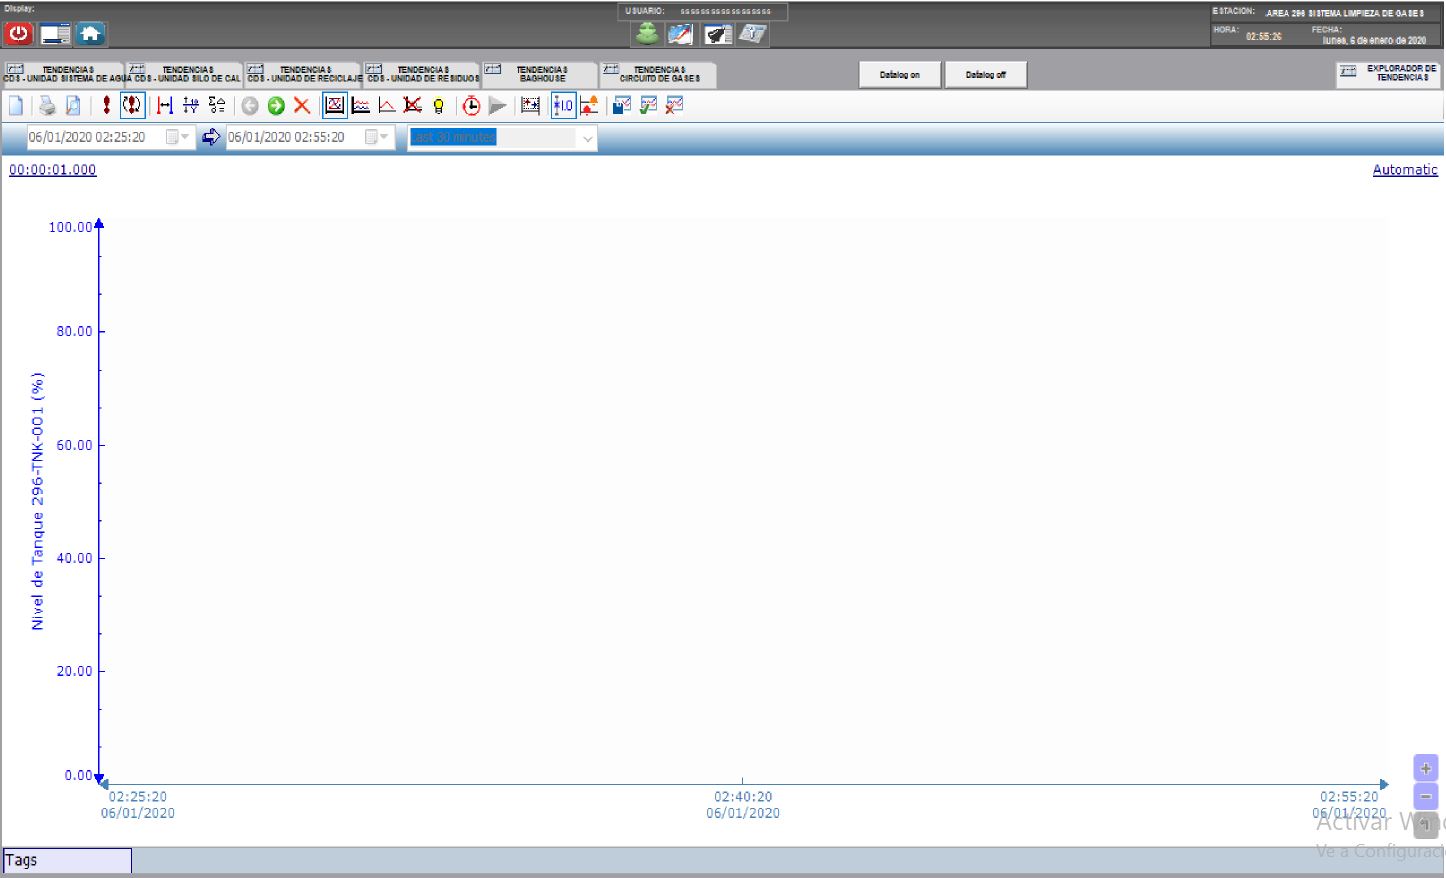 Display:
USUARIO: ssssssssssssssssss
ESTACION: .AREA 296 SISTEMA LIMPIEZA DE GASES
HORA: 02:55:26
FECHA: lunes, 6 de enero de 2020
TENDENCIAS
CDS - UNIDAD SISTEMA DE AGUA
TENDENCIAS
CDS - UNIDAD SILO DE CAL
TENDENCIAS
CDS - UNIDAD DE RECICLAJE
TENDENCIAS
CDS - UNIDAD DE RESIDUOS
TENDENCIAS
BAGHOUSE
TENDENCIAS
CIRCUITO DE GASES
Datalog on
Datalog off
EXPLORADOR DE
TENDENCIAS
06/01/2020 02:25:20
06/01/2020 02:55:20
Last 30 minutes
00:00:01.000
Automatic
100.00
80.00
60.00
40.00
20.00
0.00
Nivel de Tanque 296-TNK-001 (%)
02:25:20
06/01/2020
02:40:20
06/01/2020
02:55:20
06/01/2020
Activar
Ve a Configuraci
Tags